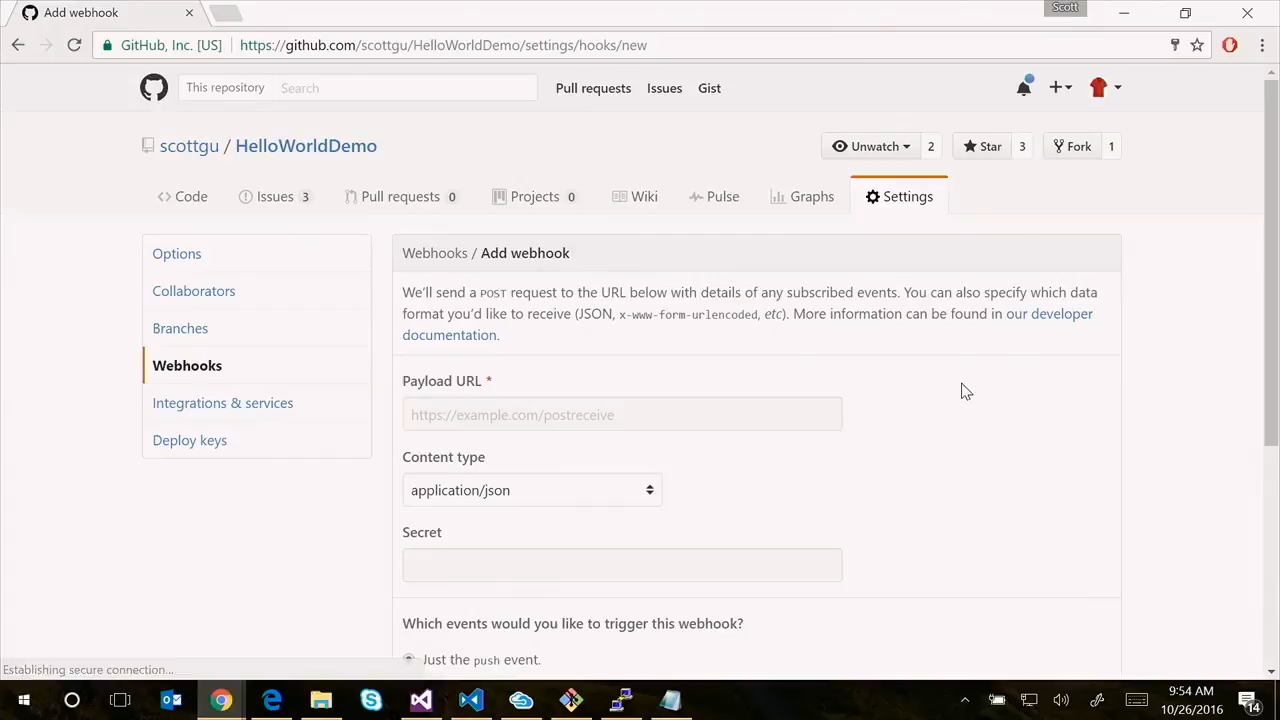 Add webhook
Scott
GitHub, Inc. [US]
https://github.com/scottgu/HelloWorldDemo/settings/hooks/new
This repository
Search
Pull requests
Issues
Gist
scottgu / HelloWorldDemo
Unwatch
2
Star
3
Fork
1
Code
Issues 3
Pull requests 0
Projects 0
Wiki
Pulse
Graphs
Settings
Options
Collaborators
Branches
Webhooks
Integrations & services
Deploy keys
Webhooks / Add webhook
We'll send a POST request to the URL below with details of any subscribed events. You can also specify which data
format you'd like to receive (JSON, x-www-form-urlencoded, etc). More information can be found in our developer
documentation.
Payload URL *
https://example.com/postreceive
Content type
application/json
Secret
Which events would you like to trigger this webhook?
Just the push event.
Establishing secure connection...
9:54 AM
10/26/2016
14